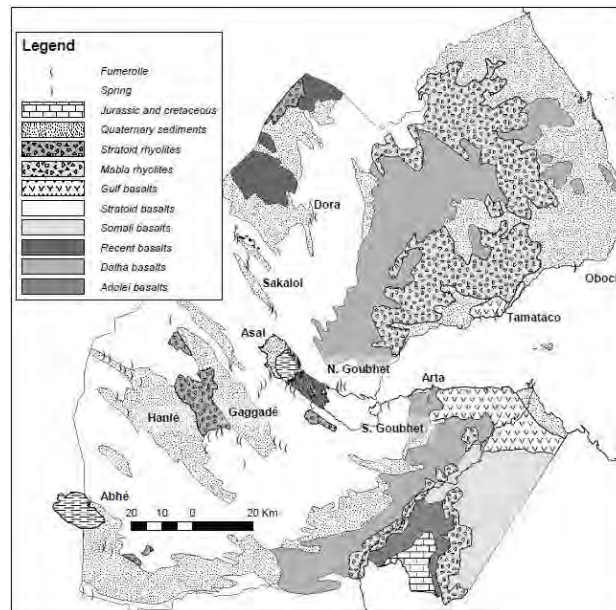 Legend
Fumerolle
Spring
Jurassic and cretaceous
Quaternary sediments
Stratoid rhyolites
Mabla rhyolites
Gulf basalts
Stratoid basalts
Somali basalts
Recent basalts
Dalha basalts
Adolei basalts
Dora
Sakalol
Obock
Tamataco
Asal
N. Goubhet
Arta
Hanlé
Gaggadé
S. Goubhet
Abhé
20 10 0 20 Km